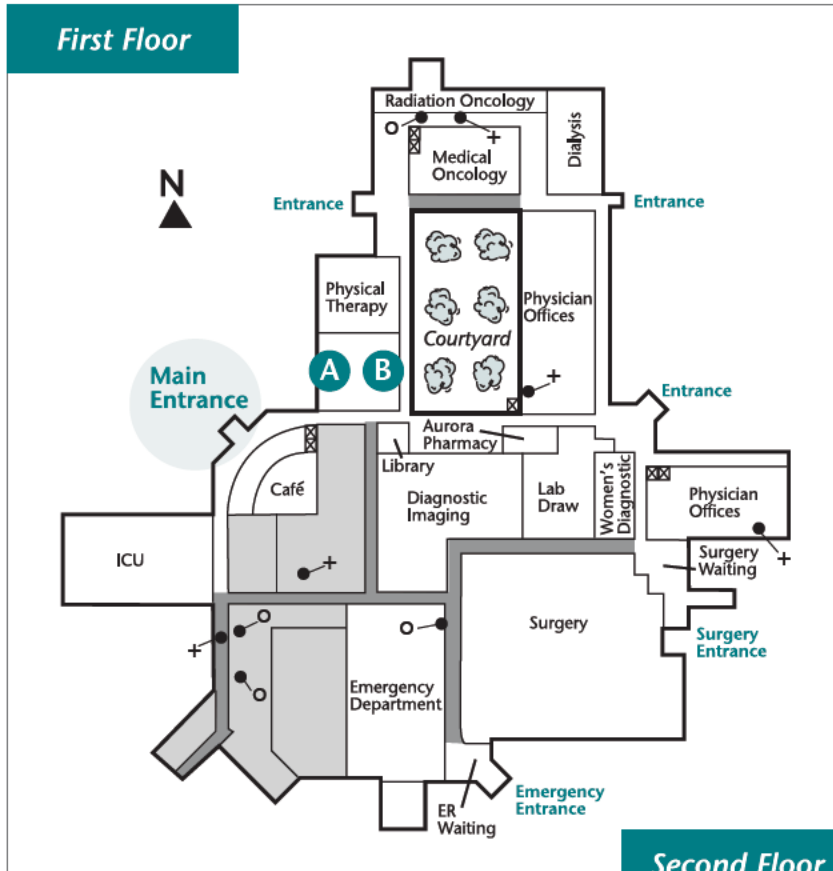 First Floor
Radiation Oncology
O
+
Medical
Oncology
Dialysis
N
Entrance
Entrance
Physical
Therapy
Physician
Offices
Courtyard
A
B
+
Main
Entrance
Entrance
Aurora
Pharmacy
Library
Café
Diagnostic
Imaging
Lab
Draw
Women's
Diagnostic
Physician
Offices
ICU
+
+
Surgery
Waiting
O
O
+
Surgery
Surgery
Entrance
O
Emergency
Department
Emergency
Entrance
ER
Waiting
Second Floor